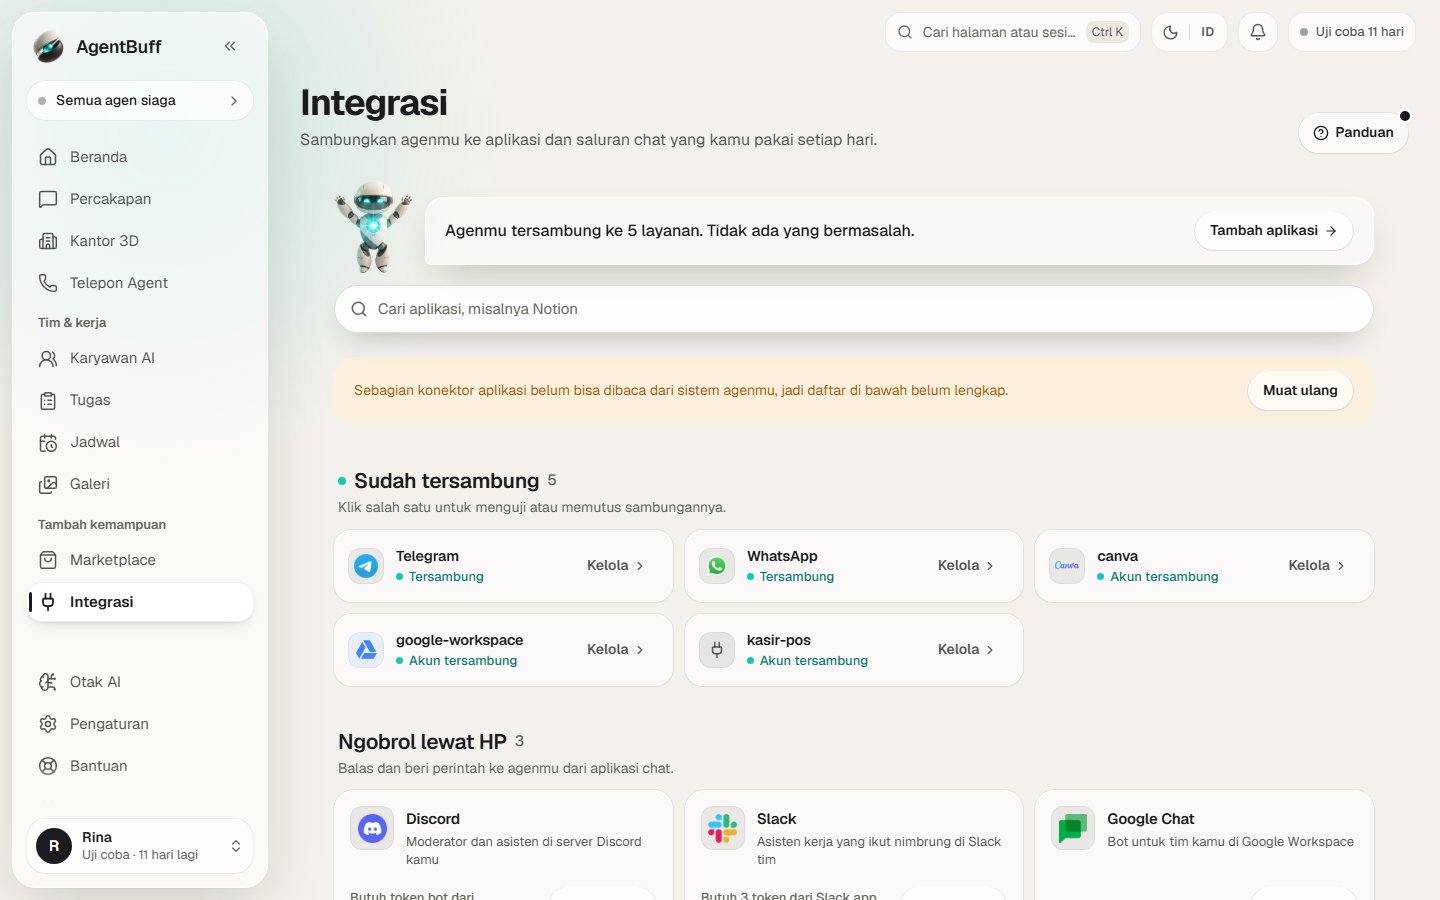 AgentBuff
Semua agen siaga
Beranda
Percakapan
Kantor 3D
Telepon Agent
Tim & kerja
Karyawan AI
Tugas
Jadwal
Galeri
Tambah kemampuan
Marketplace
Integrasi
Otak AI
Pengaturan
Bantuan
R
Rina
Uji coba · 11 hari lagi
Cari halaman atau sesi...
Ctrl K
ID
Uji coba 11 hari
Integrasi
Sambungkan agenmu ke aplikasi dan saluran chat yang kamu pakai setiap hari.
Panduan
Agenmu tersambung ke 5 layanan. Tidak ada yang bermasalah.
Tambah aplikasi
Cari aplikasi, misalnya Notion
Sebagian konektor aplikasi belum bisa dibaca dari sistem agenmu, jadi daftar di bawah belum lengkap.
Muat ulang
Sudah tersambung 5
Klik salah satu untuk menguji atau memutus sambungannya.
Telegram
Tersambung
Kelola
WhatsApp
Tersambung
Kelola
Canva
canva
Akun tersambung
Kelola
google-workspace
Akun tersambung
Kelola
kasir-pos
Akun tersambung
Kelola
Ngobrol lewat HP 3
Balas dan beri perintah ke agenmu dari aplikasi chat.
Discord
Moderator dan asisten di server Discord
kamu
Butuh token bot dari
Slack
Asisten kerja yang ikut nimbrung di Slack
tim
Butuh 3 token dari Slack app
Google Chat
Bot untuk tim kamu di Google Workspace